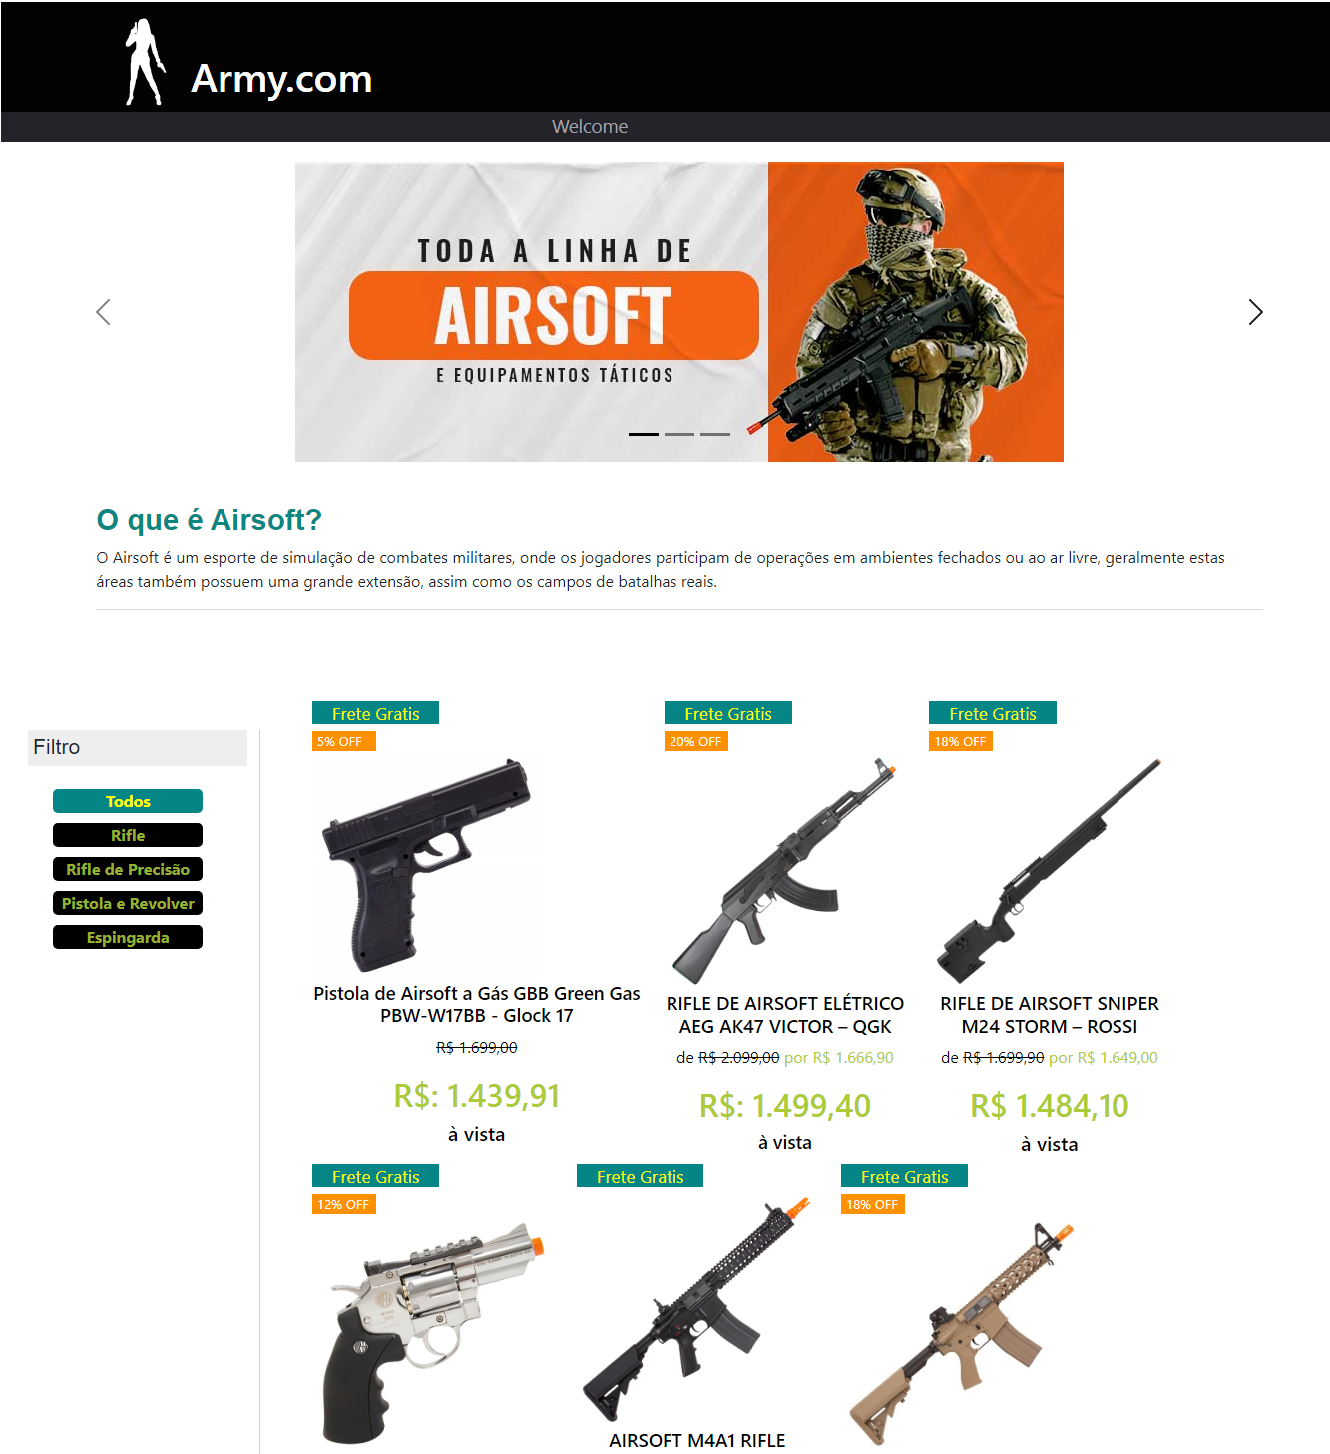 Army.com
Welcome
TODA A LINHA DE
AIRSOFT
E EQUIPAMENTOS TÁTICOS
O que é Airsoft?
O Airsoft é um esporte de simulação de combates militares, onde os jogadores participam de operações em ambientes fechados ou ao ar livre, geralmente estas
áreas também possuem uma grande extensão, assim como os campos de batalhas reais.
Filtro
Todos
Rifle
Rifle de Precisão
Pistola e Revolver
Espingarda
Frete Gratis
5% OFF
Pistola de Airsoft a Gás GBB Green Gas
PBW-W17BB - Glock 17
R$ 1.699,00
R$: 1.439,91
à vista
Frete Gratis
20% OFF
RIFLE DE AIRSOFT ELÉTRICO
AEG AK47 VICTOR – QGK
de R$ 2.099,00 por R$ 1.666,90
R$: 1.499,40
à vista
Frete Gratis
18% OFF
RIFLE DE AIRSOFT SNIPER
M24 STORM – ROSSI
de R$ 1.699,90 por R$ 1.649,00
R$ 1.484,10
à vista
Frete Gratis
12% OFF
Frete Gratis
AIRSOFT M4A1 RIFLE
Frete Gratis
18% OFF